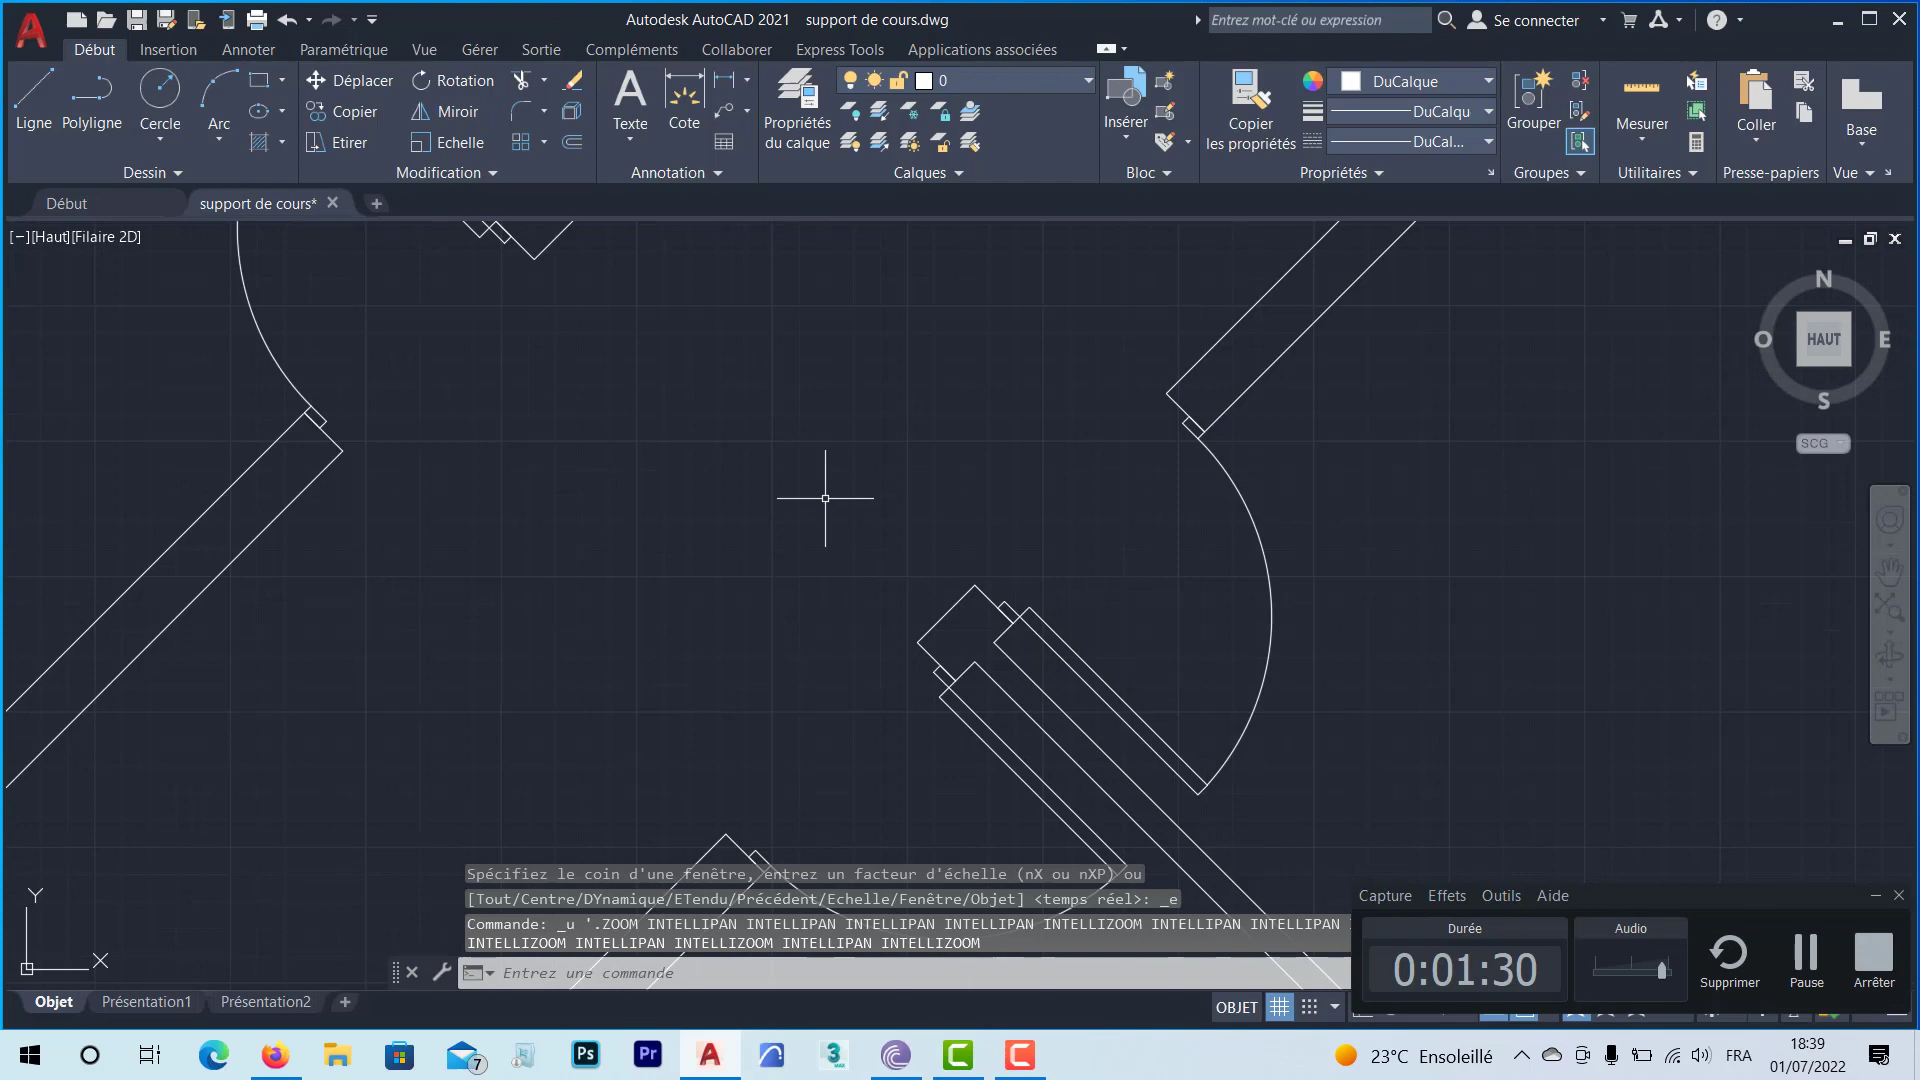 Autodesk AutoCAD 2021 support de cours.dwg
Entrez mot-clé ou expression
Se connecter
Début Insertion Annoter Paramétrique Vue Gérer Sortie Compléments Collaborer Express Tools Applications associées
Ligne Polyligne Cercle Arc
Déplacer Rotation
Copier Miroir
Etirer Echelle
Texte Cote
Propriétés du calque
0
Insérer
Copier les propriétés
DuCalque
DuCalqu
DuCal...
Grouper
Mesurer
Coller
Base
Dessin Modification Annotation Calques Bloc Propriétés Groupes Utilitaires Presse-papiers Vue
Début support de cours*
[−][Haut][Filaire 2D]
N
O HAUT E
S
SCG
Spécifiez le coin d'une fenêtre, entrez un facteur d'échelle (nX ou nXP) ou
[Tout/Centre/DYnamique/ETendu/Précédent/Echelle/Fenêtre/Objet] <temps réel>: _e
Commande: _u '.ZOOM INTELLIPAN INTELLIPAN INTELLIPAN INTELLIPAN INTELLIZOOM INTELLIPAN INTELLIPAN I
INTELLIZOOM INTELLIPAN INTELLIZOOM INTELLIPAN INTELLIZOOM
Entrez une commande
Y
X
Capture Effets Outils Aide
Durée
0:01:30
Audio
Supprimer Pause Arrêter
Objet Présentation1 Présentation2
OBJET
7
Ps
Pr
3
23°C Ensoleillé
FRA
18:39
01/07/2022